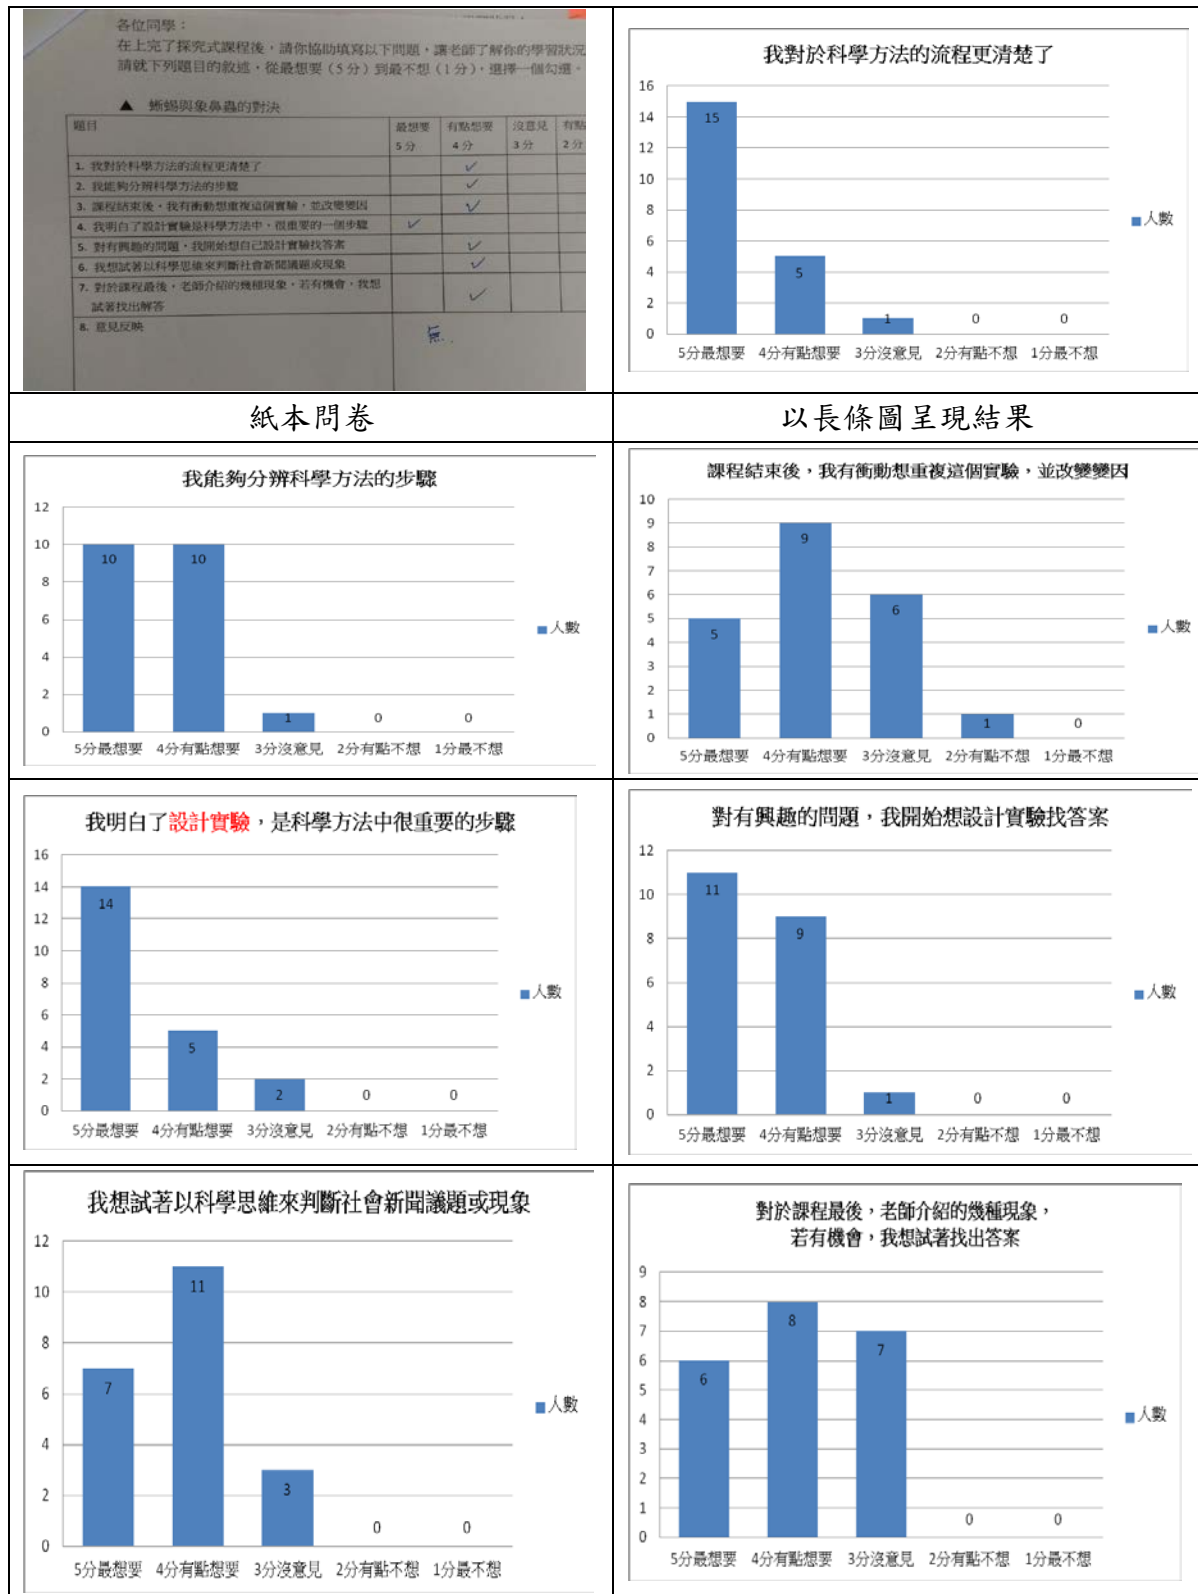 各位同學：
在上完了探究式課程後，請你協助填寫以下問題，讓老師了解你的學習狀況
請就下列題目的敘述，從最想要（5分）到最不想（1分），選擇一個勾選。
▲ 蜥蜴與象鼻蟲的對決
題目 最想要 有點想要 沒意見 有點
5分 4分 3分 2分
1. 我對於科學方法的流程更清楚了 ✓
2. 我能夠分辨科學方法的步驟 ✓
3. 課程結束後，我有衝動想重複這個實驗，並改變變因 ✓
4. 我明白了設計實驗是科學方法中，很重要的一個步驟 ✓
5. 對有興趣的問題，我開始想自己設計實驗找答案 ✓
6. 我想試著以科學思維來判斷社會新聞議題或現象 ✓
7. 對於課程最後，老師介紹的幾種現象，若有機會，我想
試著找出解答 ✓
8. 意見反映 無.
我對於科學方法的流程更清楚了
16
14
12
10
8
6
4
2
0
15
5
1
0
0
5分最想要 4分有點想要 3分沒意見 2分有點不想 1分最不想
人數
紙本問卷
以長條圖呈現結果
我能夠分辨科學方法的步驟
12
10
8
6
4
2
0
10
10
1
0
0
5分最想要 4分有點想要 3分沒意見 2分有點不想 1分最不想
人數
課程結束後，我有衝動想重複這個實驗，並改變變因
10
9
8
7
6
5
4
3
2
1
0
5
9
6
1
0
5分最想要 4分有點想要 3分沒意見 2分有點不想 1分最不想
人數
我明白了設計實驗，是科學方法中很重要的步驟
16
14
12
10
8
6
4
2
0
14
5
2
0
0
5分最想要 4分有點想要 3分沒意見 2分有點不想 1分最不想
人數
對有興趣的問題，我開始想設計實驗找答案
12
10
8
6
4
2
0
11
9
1
0
0
5分最想要 4分有點想要 3分沒意見 2分有點不想 1分最不想
人數
我想試著以科學思維來判斷社會新聞議題或現象
12
10
8
6
4
2
0
7
11
3
0
0
5分最想要 4分有點想要 3分沒意見 2分有點不想 1分最不想
人數
對於課程最後，老師介紹的幾種現象，
若有機會，我想試著找出答案
9
8
7
6
5
4
3
2
1
0
6
8
7
0
0
5分最想要 4分有點想要 3分沒意見 2分有點不想 1分最不想
人數